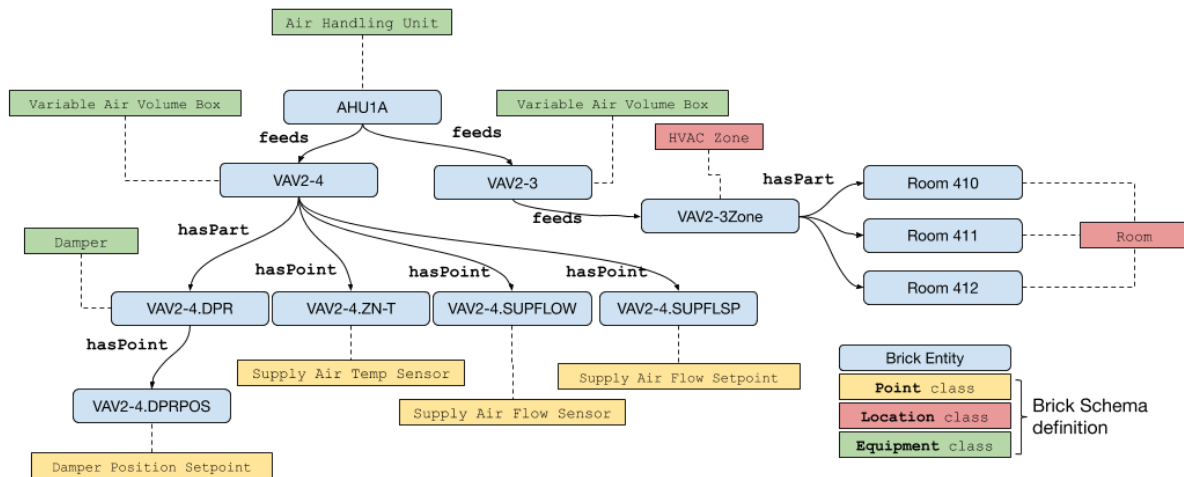 Air Handling Unit
Variable Air Volume Box
AHU1A
Variable Air Volume Box
feeds
feeds
HVAC Zone
VAV2-4
VAV2-3
hasPart
Room 410
feeds
VAV2-3Zone
Room 411
Room
Room 412
hasPart
Damper
hasPoint
hasPoint
hasPoint
VAV2-4.DPR
VAV2-4.ZN-T
VAV2-4.SUPFLOW
VAV2-4.SUPFLSP
hasPoint
Supply Air Temp Sensor
Supply Air Flow Setpoint
VAV2-4.DPRPOS
Supply Air Flow Sensor
Damper Position Setpoint
Brick Entity
Point class
Location class
Equipment class
Brick Schema
definition